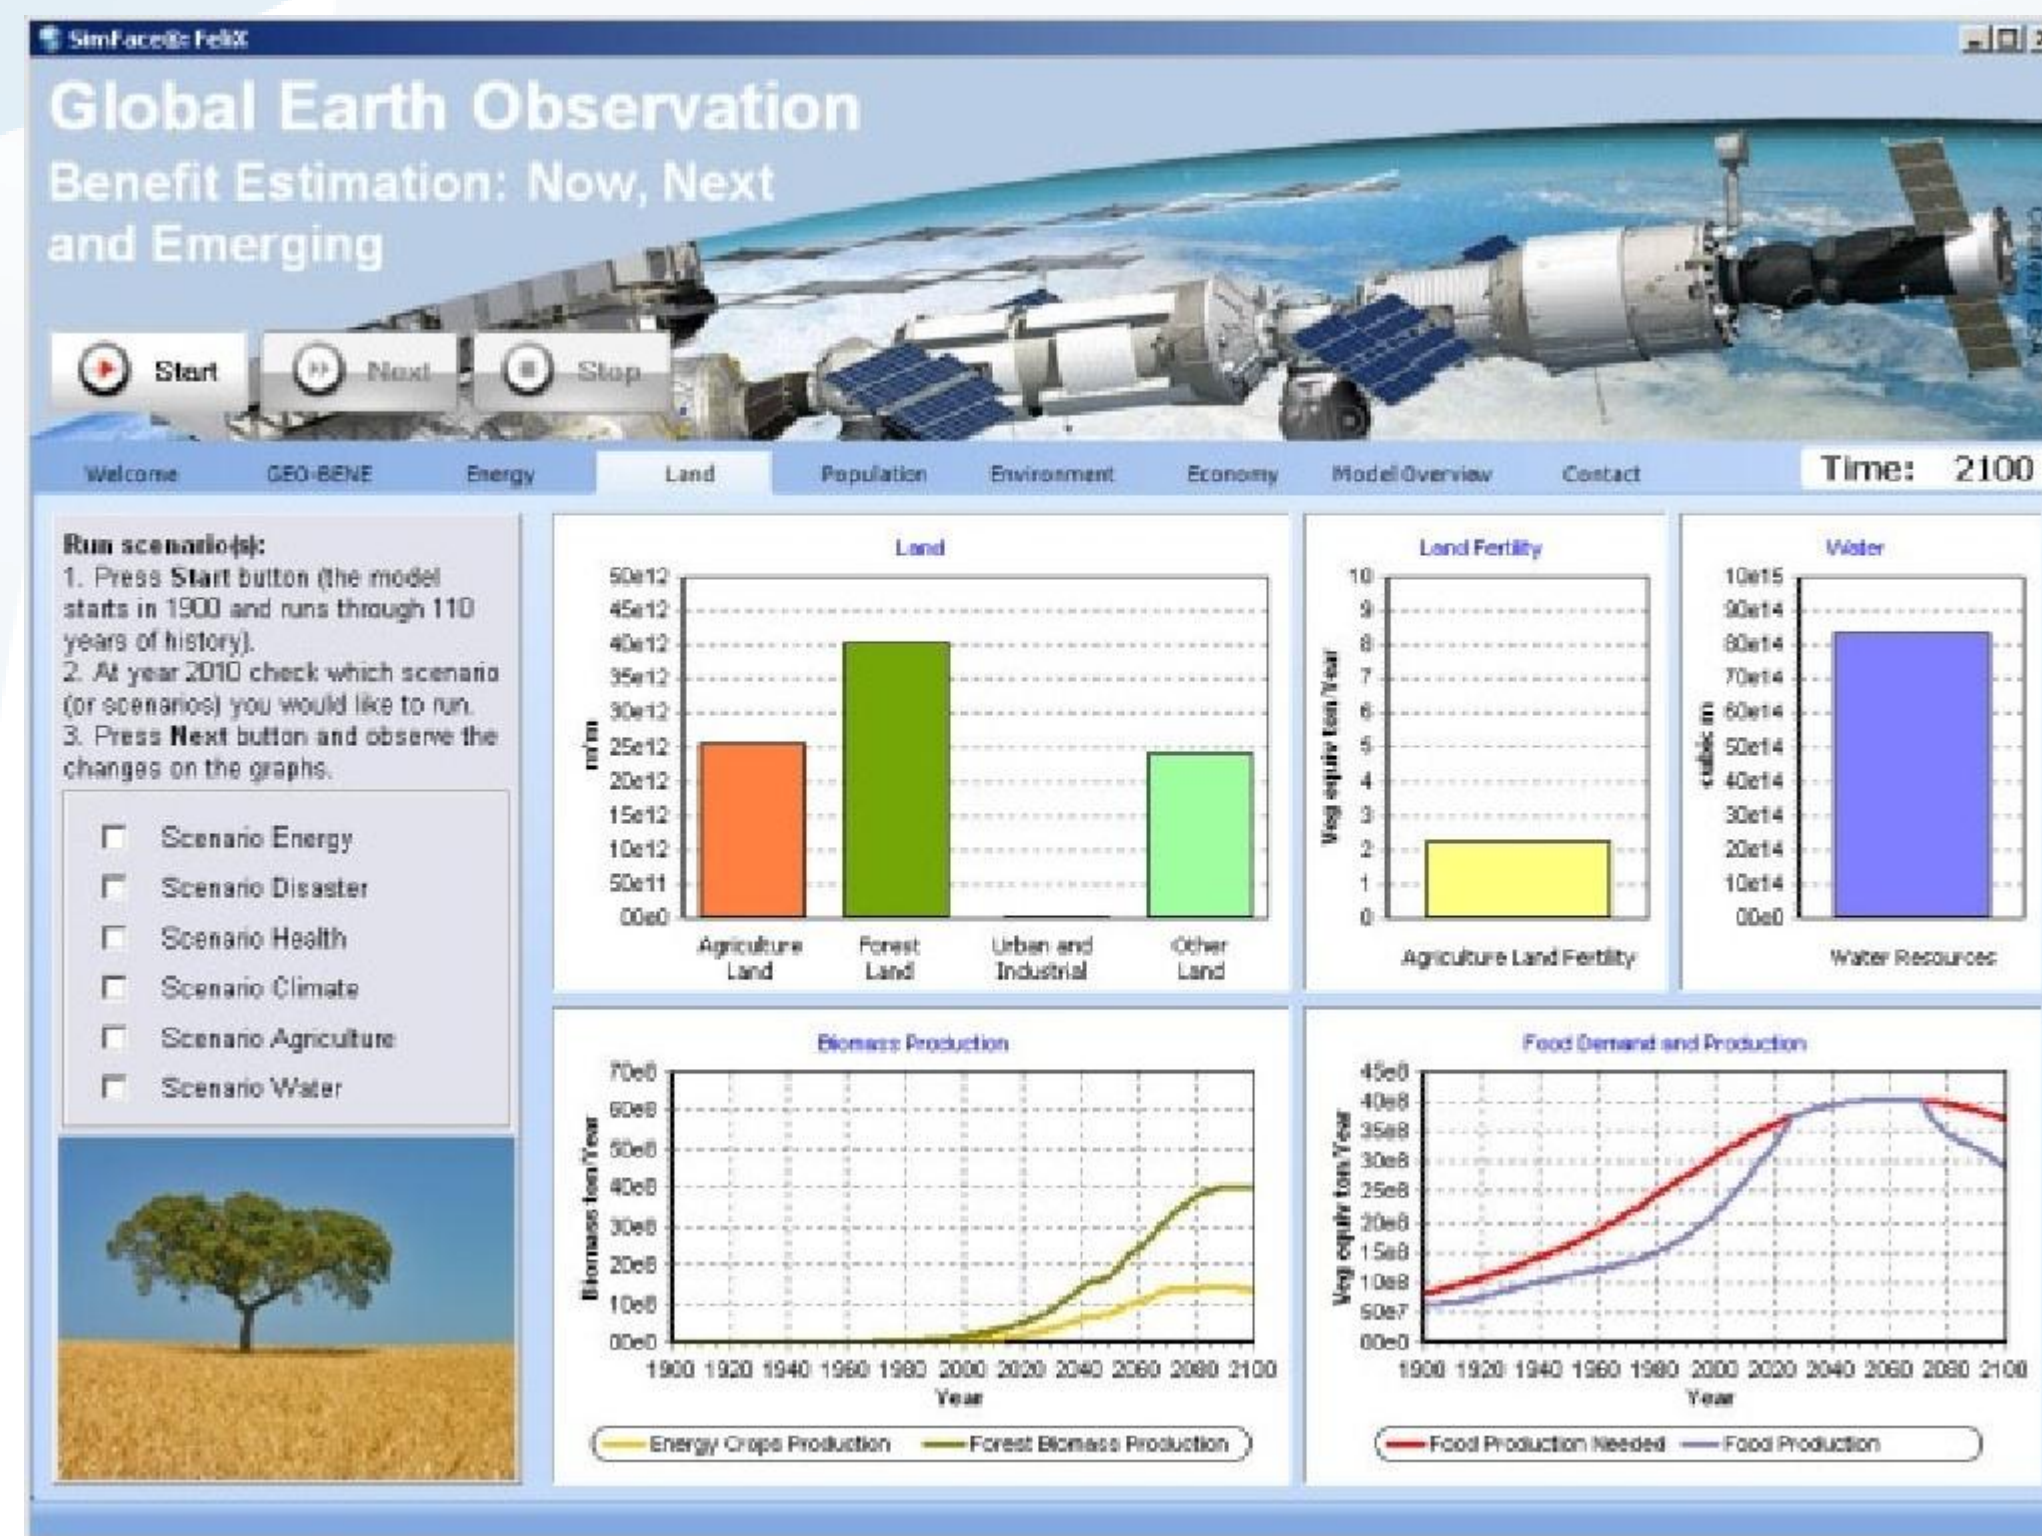 SimFace®: FeliX
Global Earth Observation
Benefit Estimation: Now, Next
and Emerging
Start
Next
Stop
Welcome
GEO-BENE
Energy
Land
Population
Environment
Economy
Model Overview
Contact
Time: 2100
Run scenario(s):
1. Press Start button (the model
starts in 1900 and runs through 110
years of history).
2. At year 2010 check which scenario
(or scenarios) you would like to run.
3. Press Next button and observe the
changes on the graphs.
Scenario Energy
Scenario Disaster
Scenario Health
Scenario Climate
Scenario Agriculture
Scenario Water
Land
50e12
45e12
40e12
35e12
30e12
25e12
20e12
15e12
10e12
50e11
00e0
Agriculture
Land
Forest
Land
Urban and
Industrial
Other
Land
Land Fertility
Veg equiv ton/Year
10
9
8
7
6
5
4
3
2
1
0
Agriculture Land Fertility
Water
cubic m
10e15
90e14
80e14
70e14
60e14
50e14
40e14
30e14
20e14
10e14
00e0
Water Resources
Biomass Production
Biomass ton/Year
70e8
60e8
50e8
40e8
30e8
20e8
10e8
00e0
1900 1920 1940 1960 1980 2000 2020 2040 2060 2080 2100
Year
Energy Crops Production
Forest Biomass Production
Food Demand and Production
Veg equiv ton/Year
45e8
40e8
35e8
30e8
25e8
20e8
15e8
10e8
50e7
00e0
1900 1920 1940 1960 1980 2000 2020 2040 2060 2080 2100
Year
Food Production Needed
Food Production